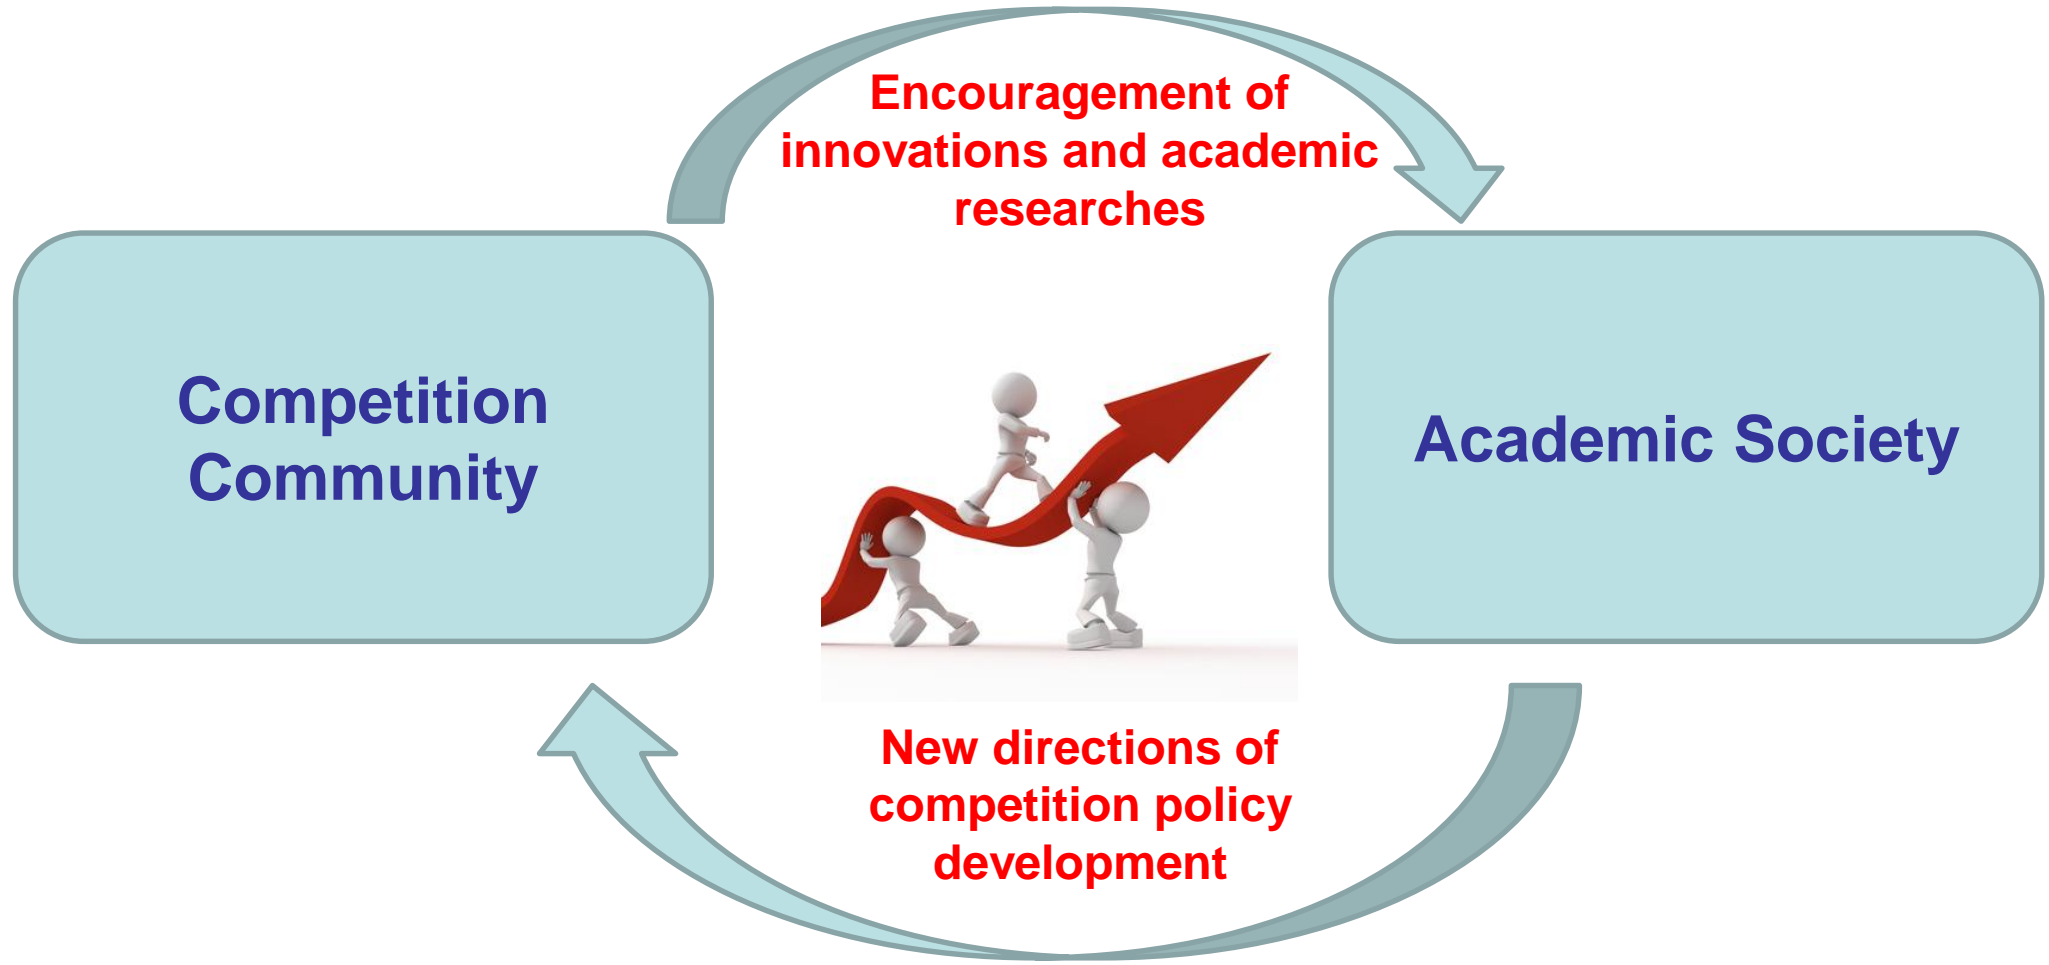 Encouragement of
innovations and academic
researches
Competition
Community
Academic Society
New directions of
competition policy
development